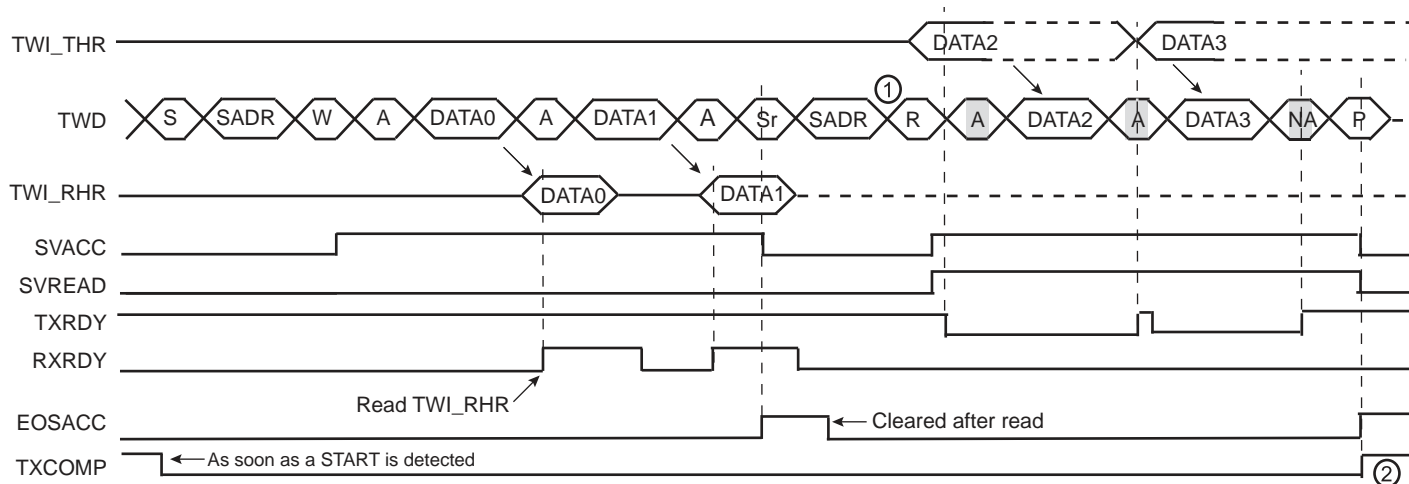 TWI_THR DATA2 DATA3
TWD S SADR W A DATA0 A DATA1 A Sr SADR ① R A DATA2 A DATA3 NA P
TWI_RHR DATA0 DATA1
SVACC
SVREAD
TXRDY
RXRDY
Read TWI_RHR
EOSACC Cleared after read
TXCOMP As soon as a START is detected ②